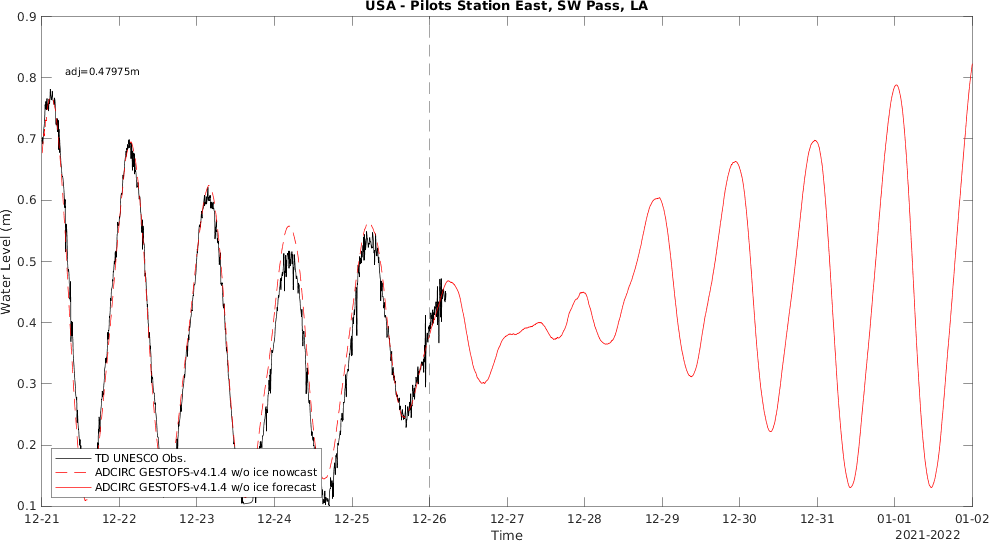 USA - Pilots Station East, SW Pass, LA
0.9
adj=0.47975m
0.8
0.7
0.6
0.5
0.4
0.3
0.2
0.1
Water Level (m)
TD UNESCO Obs.
ADCIRC GESTOFS-v4.1.4 w/o ice nowcast
ADCIRC GESTOFS-v4.1.4 w/o ice forecast
12-21 12-22 12-23 12-24 12-25 12-26 12-27 12-28 12-29 12-30 12-31 01-01 01-02
Time
2021-2022